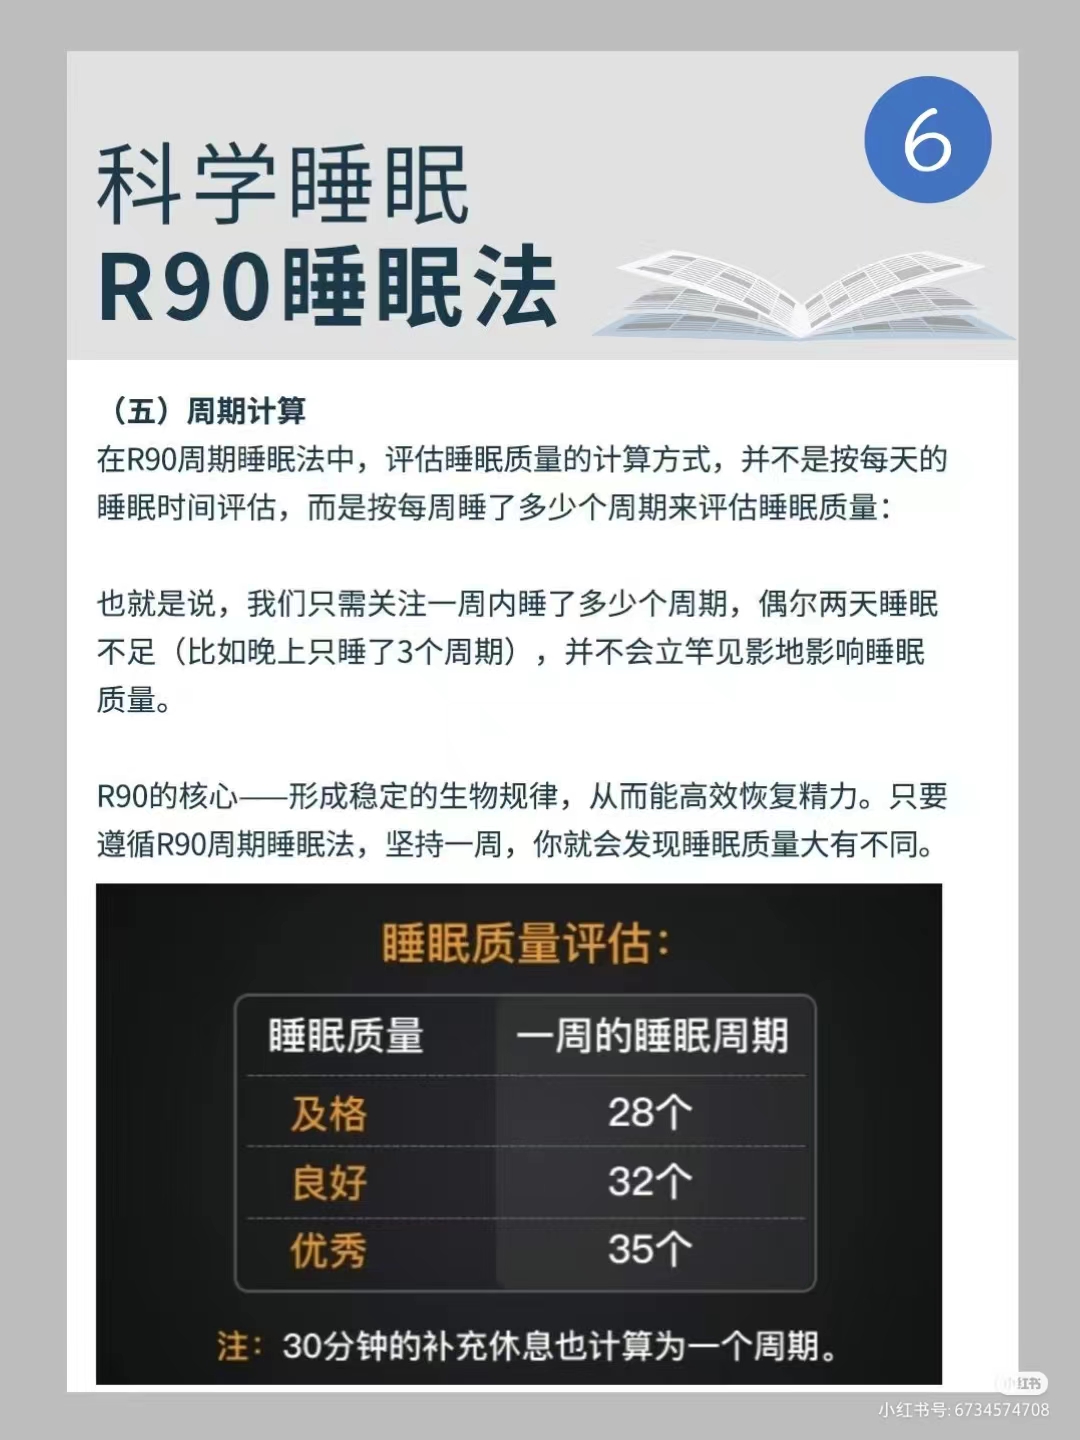 6
科学睡眠
R90睡眠法
（五）周期计算
在R90周期睡眠法中，评估睡眠质量的计算方式，并不是按每天的
睡眠时间评估，而是按每周睡了多少个周期来评估睡眠质量：
也就是说，我们只需关注一周内睡了多少个周期，偶尔两天睡眠
不足（比如晚上只睡了3个周期），并不会立竿见影地影响睡眠
质量。
R90的核心——形成稳定的生物规律，从而能高效恢复精力。只要
遵循R90周期睡眠法，坚持一周，你就会发现睡眠质量大有不同。
睡眠质量评估：
睡眠质量 一周的睡眠周期
及格 28个
良好 32个
优秀 35个
注：30分钟的补充休息也计算为一个周期。
小红书
小红书号: 6734574708